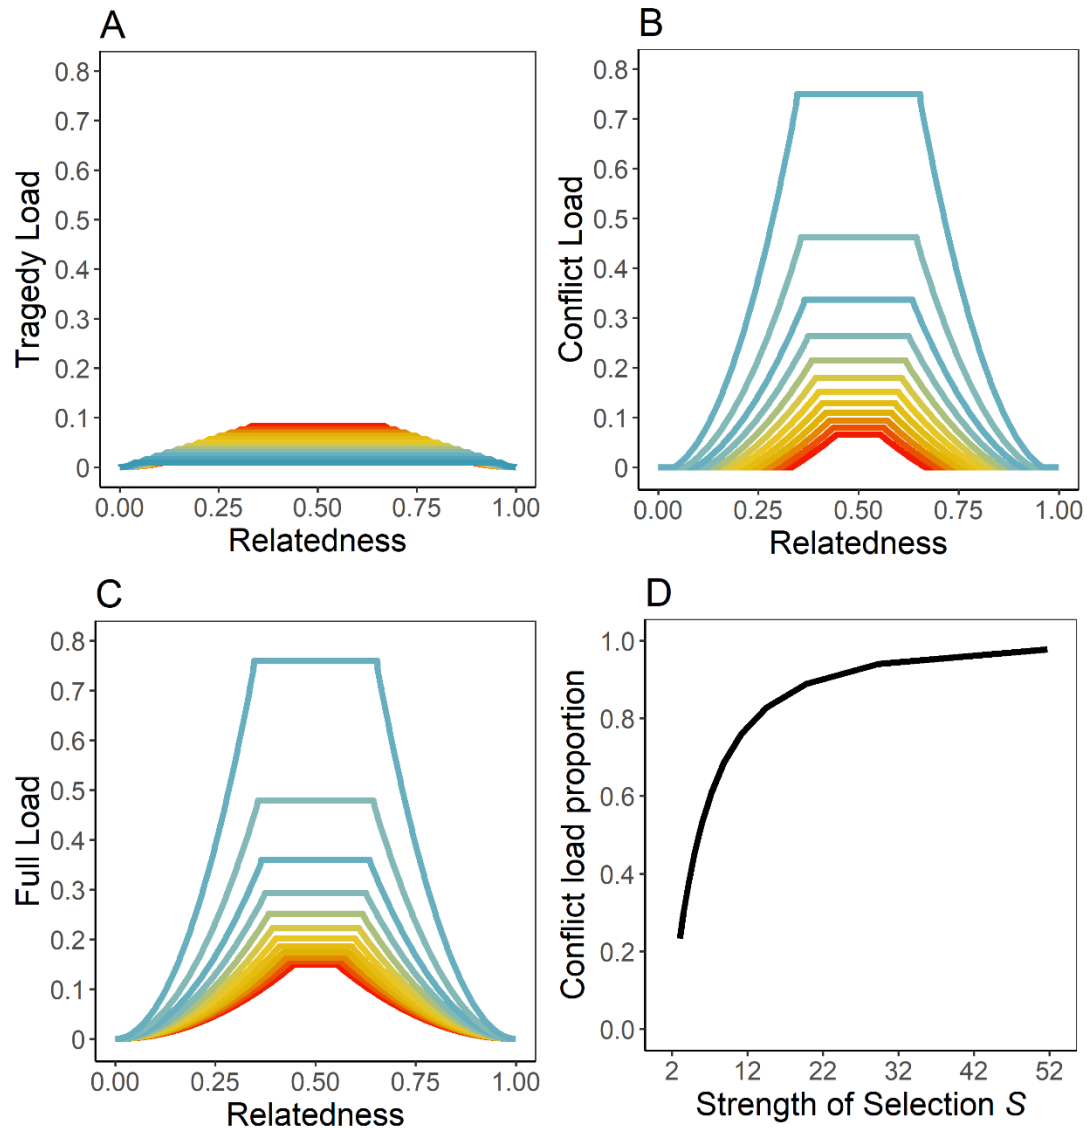 A
0.8
0.7
0.6
0.5
0.4
0.3
0.2
0.1
0
Tragedy Load
0.00 0.25 0.50 0.75 1.00
Relatedness
B
0.8
0.7
0.6
0.5
0.4
0.3
0.2
0.1
0
Conflict Load
0.00 0.25 0.50 0.75 1.00
Relatedness
C
0.8
0.7
0.6
0.5
0.4
0.3
0.2
0.1
0
Full Load
0.00 0.25 0.50 0.75 1.00
Relatedness
D
1.0
0.8
0.6
0.4
0.2
0.0
Conflict load proportion
2 12 22 32 42 52
Strength of Selection S